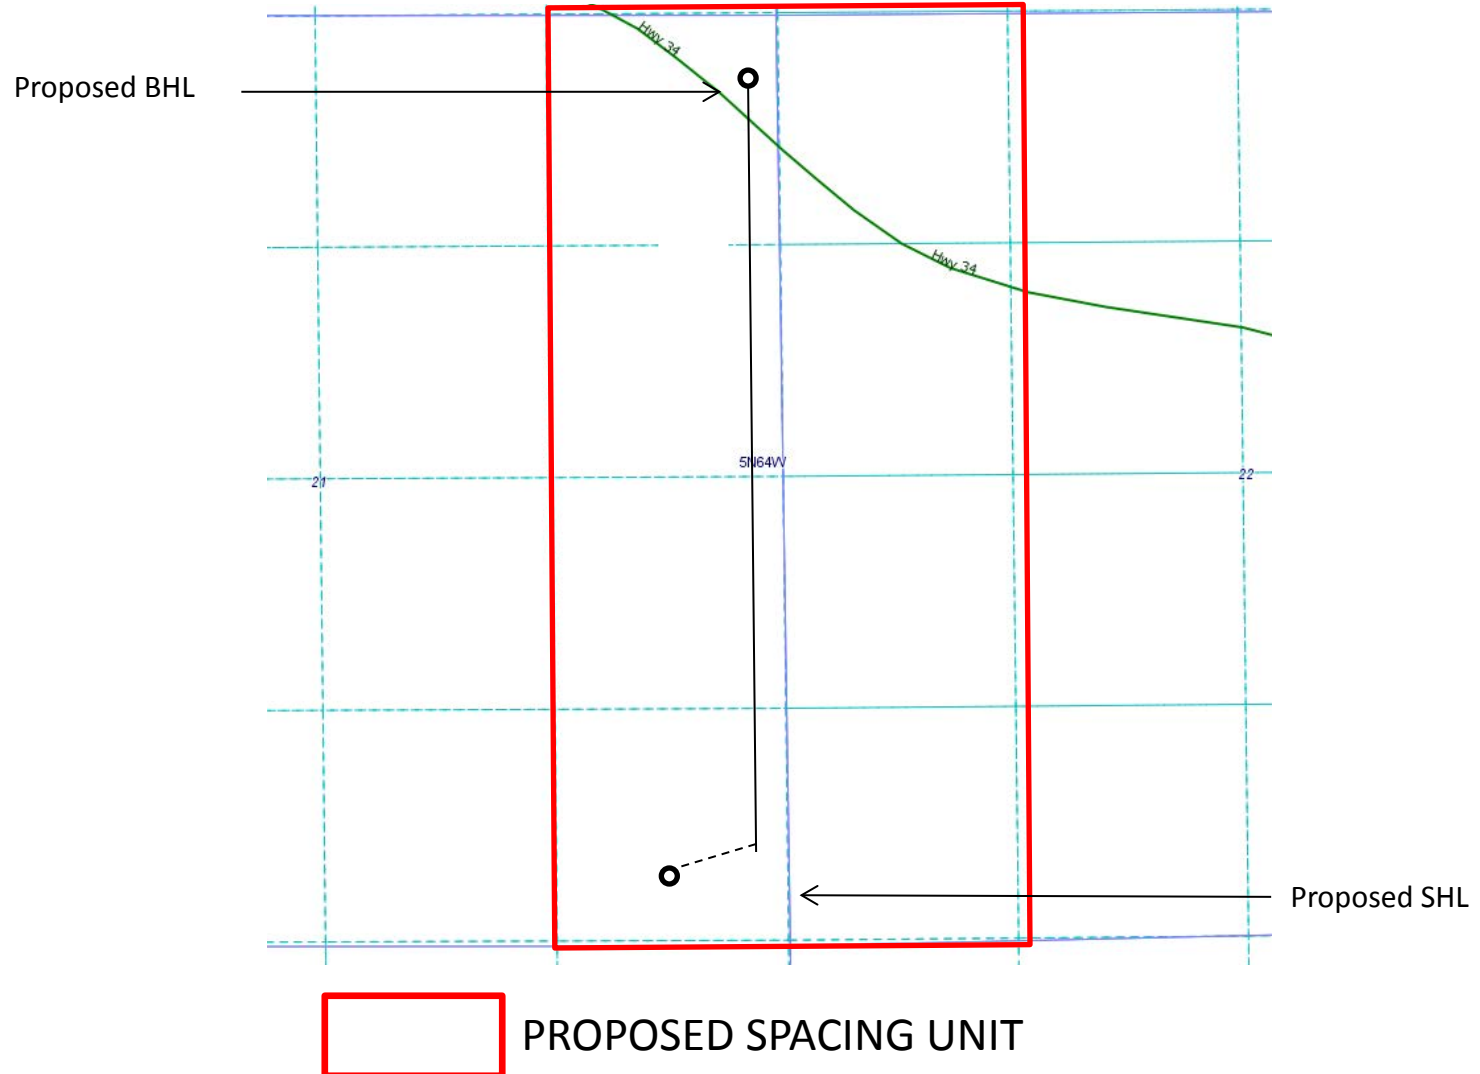 Hwy 34
Proposed BHL
Hwy 34
5N64W
21
22
Proposed SHL
PROPOSED SPACING UNIT